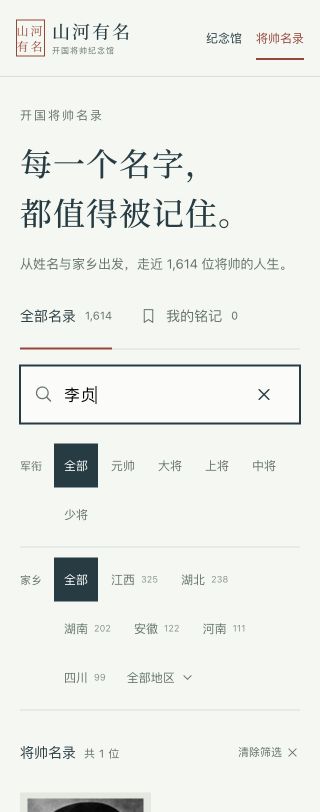 山河有名
山河有名
开国将帅纪念馆
纪念馆 将帅名录
开国将帅名录
每一个名字，
都值得被记住。
从姓名与家乡出发，走近 1,614 位将帅的人生。
全部名录 1,614 我的铭记 0
李贞
军衔 全部 元帅 大将 上将 中将
少将
家乡 全部 江西 325 湖北 238
湖南 202 安徽 122 河南 111
四川 99 全部地区
将帅名录 共 1 位 清除筛选